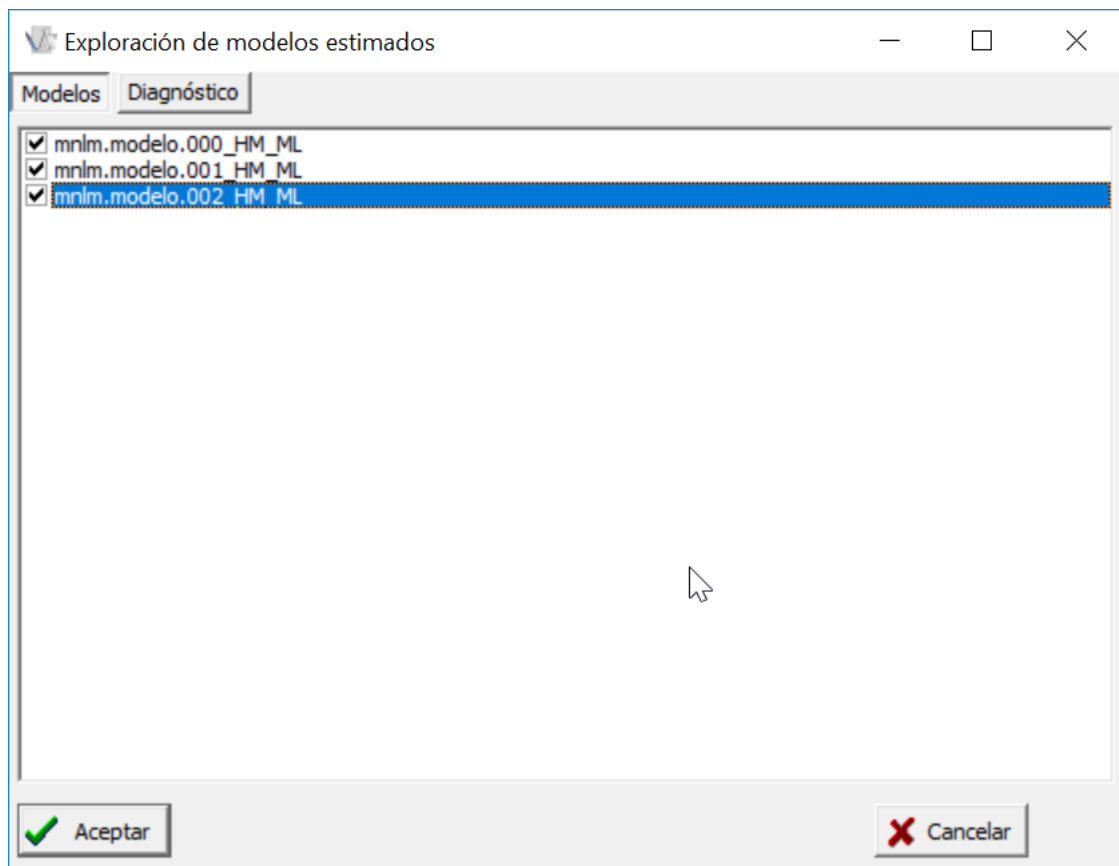 Exploración de modelos estimados
Modelos Diagnóstico
mnlm.modelo.000_HM_ML
mnlm.modelo.001_HM_ML
mnlm.modelo.002_HM_ML
Aceptar Cancelar